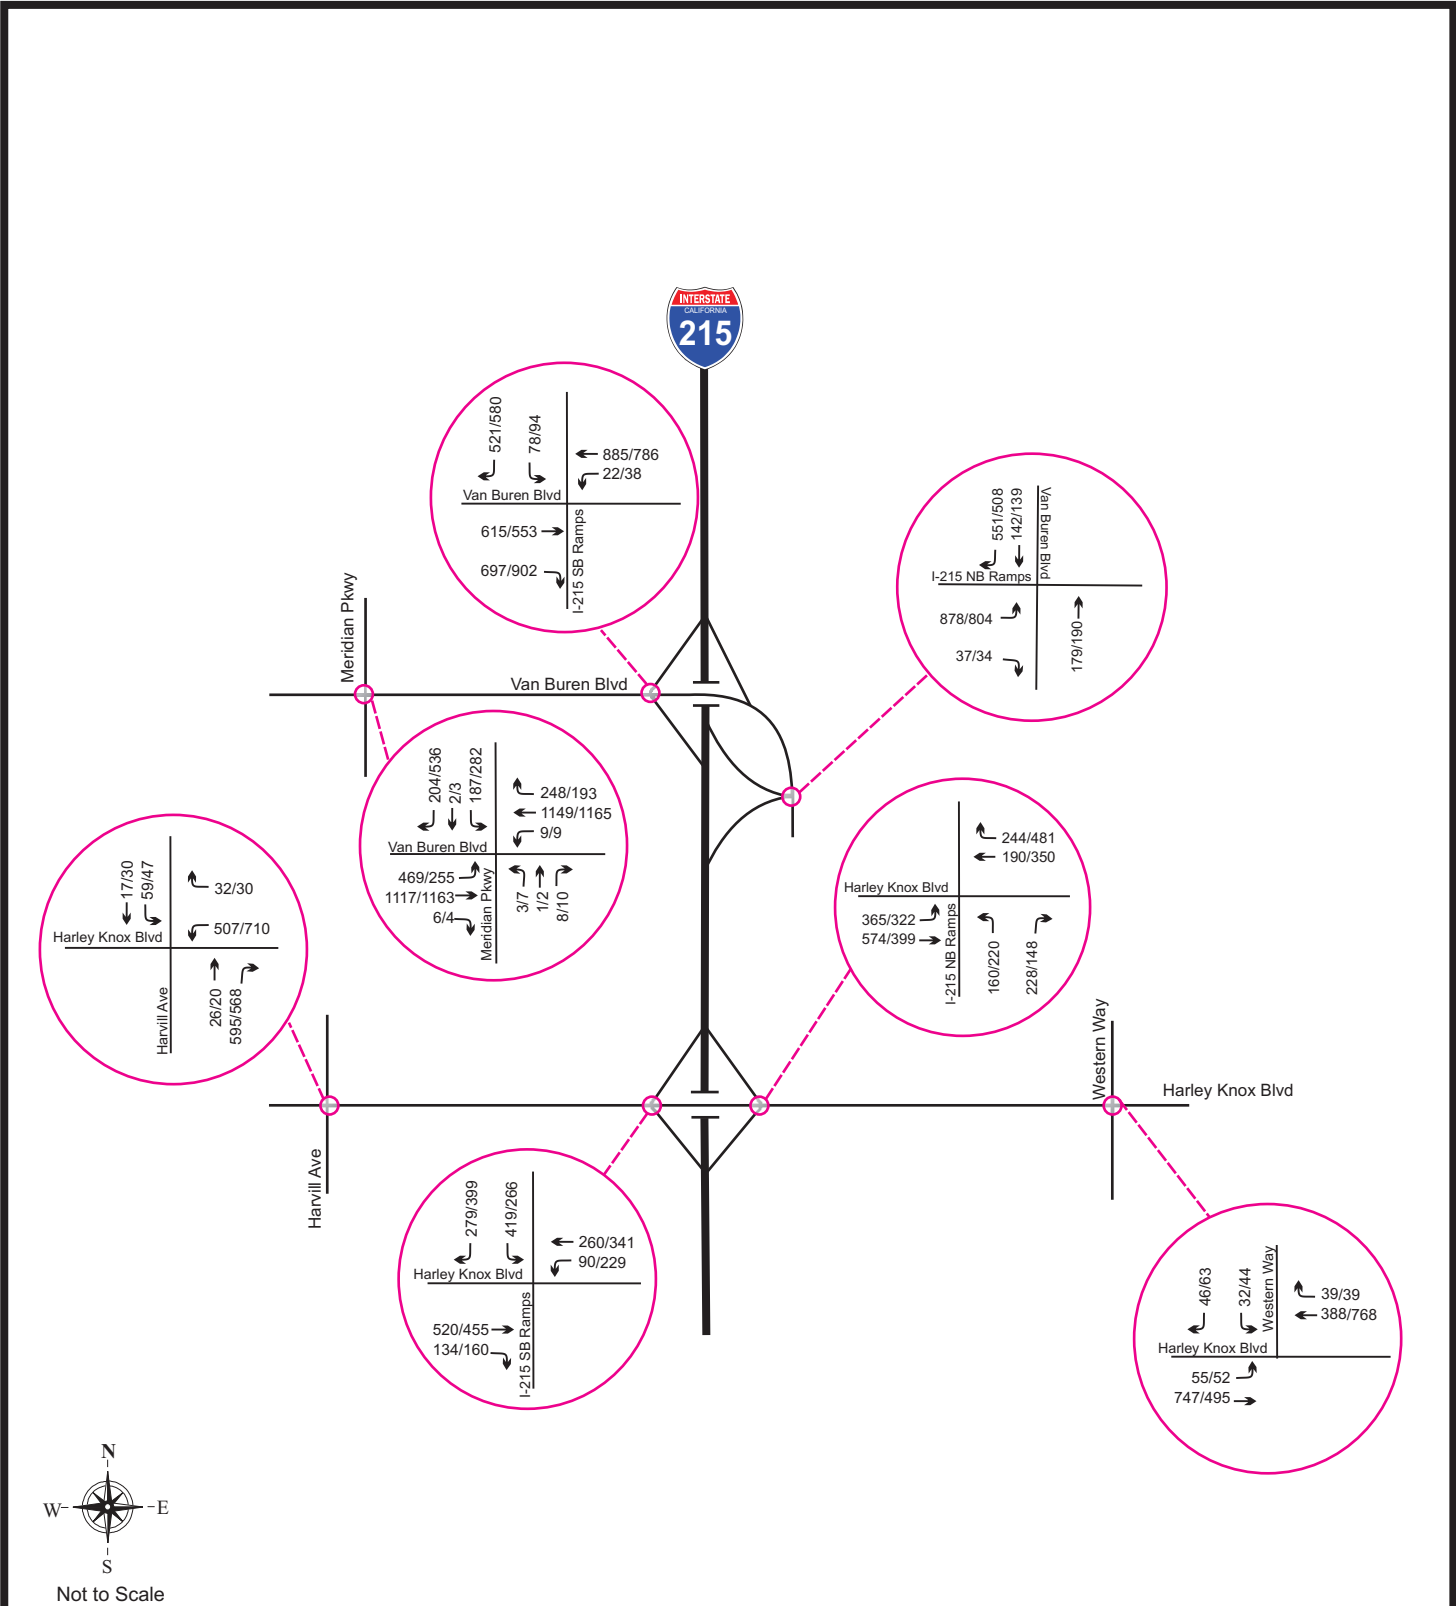 INTERSTATE
CALIFORNIA
215
521/580
78/94
885/786
22/38
Van Buren Blvd
615/553
697/902
I-215 SB Ramps
551/508
142/139
Van Buren Blvd
I-215 NB Ramps
878/804
37/34
179/190
Meridian Pkwy
Van Buren Blvd
204/536
2/3
187/282
248/193
1149/1165
9/9
Van Buren Blvd
469/255
1117/1163
6/4
Meridian Pkwy
3/7
1/2
8/10
17/30
59/47
32/30
507/710
Harley Knox Blvd
Harvill Ave
26/20
595/568
244/481
190/350
Harley Knox Blvd
365/322
574/399
I-215 NB Ramps
160/220
228/148
Western Way
Harley Knox Blvd
Harvill Ave
279/399
419/266
260/341
90/229
Harley Knox Blvd
520/455
134/160
I-215 SB Ramps
46/63
32/44
Western Way
39/39
388/768
Harley Knox Blvd
55/52
747/495
N
W
E
S
Not to Scale